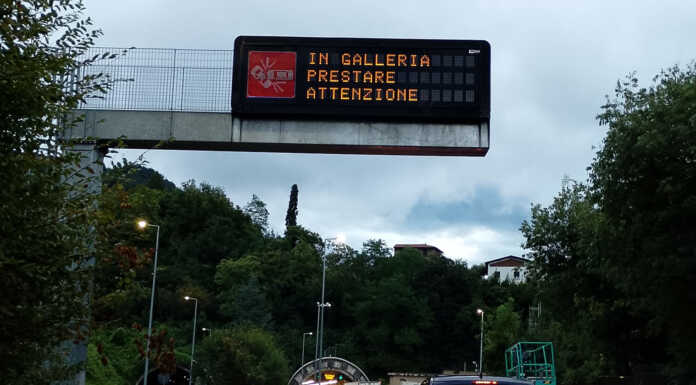 IN GALLERIA
PRESTARE
ATTENZIONE